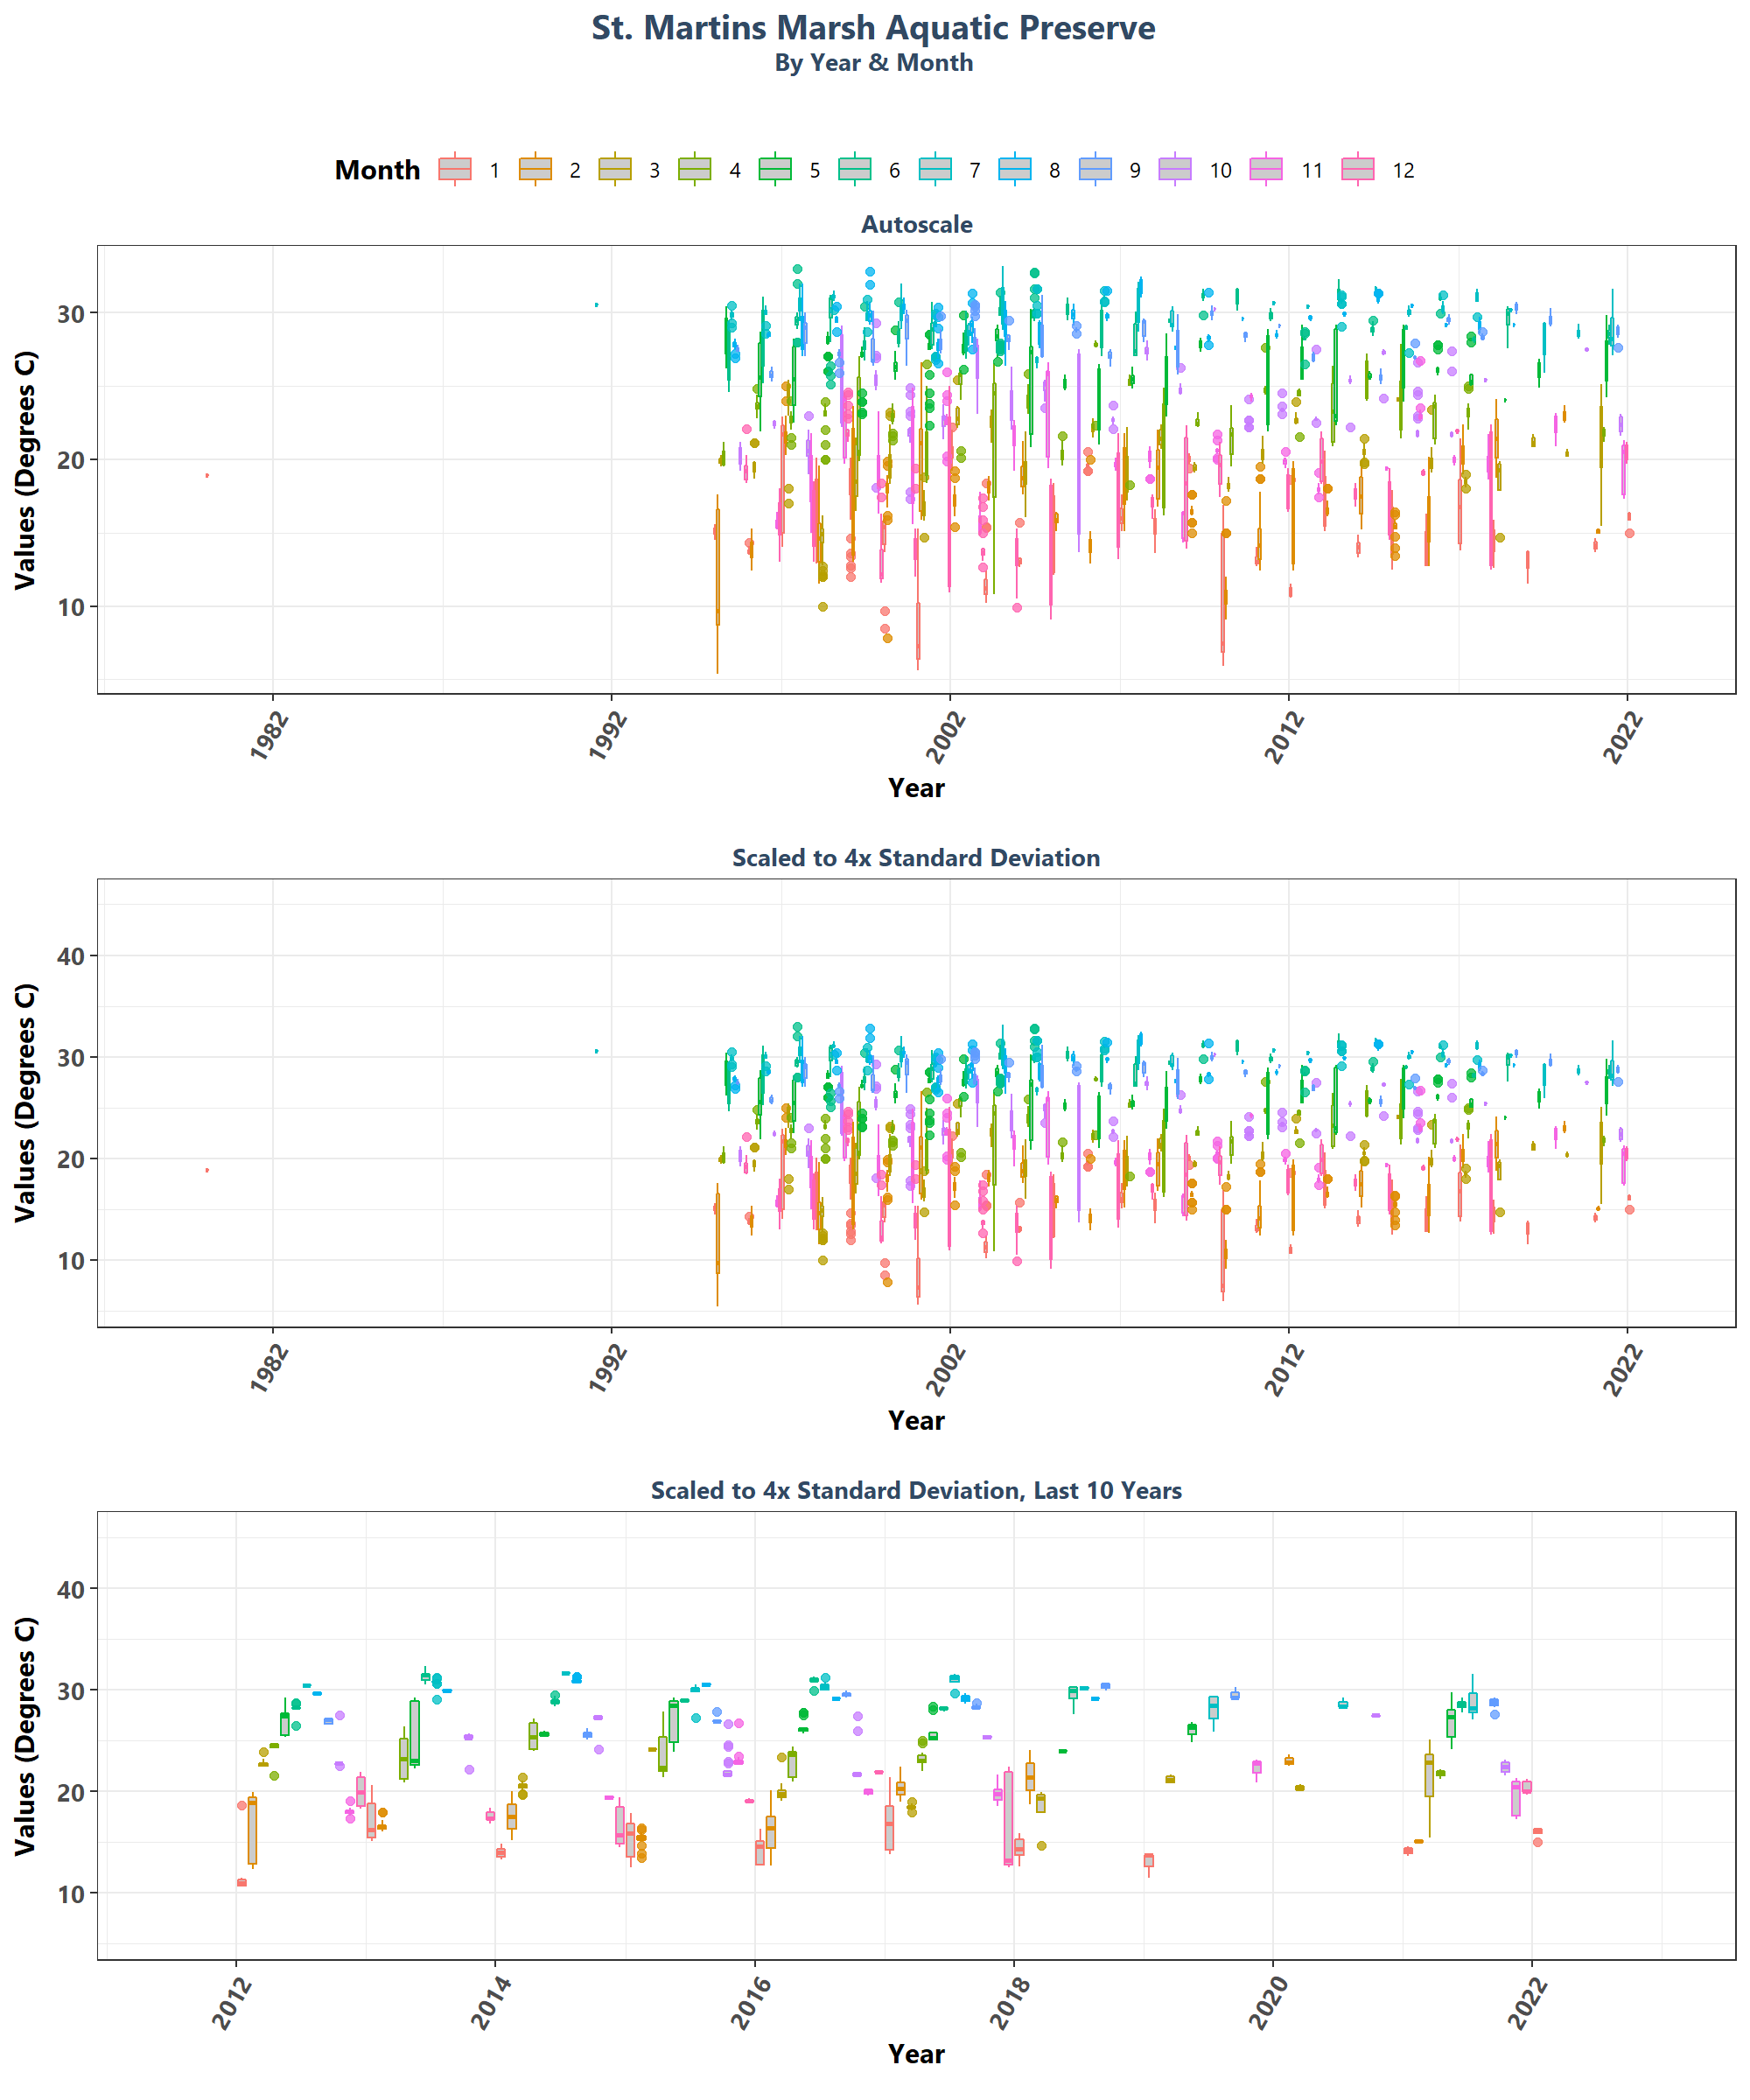 St. Martins Marsh Aquatic Preserve
By Year & Month
Month 1 2 3 4 5 6 7 8 9 10 11 12
Autoscale
Values (Degrees C)
30
20
10
1982 1992 2002 2012 2022
Year
Scaled to 4x Standard Deviation
Values (Degrees C)
40
30
20
10
1982 1992 2002 2012 2022
Year
Scaled to 4x Standard Deviation, Last 10 Years
Values (Degrees C)
40
30
20
10
2012 2014 2016 2018 2020 2022
Year